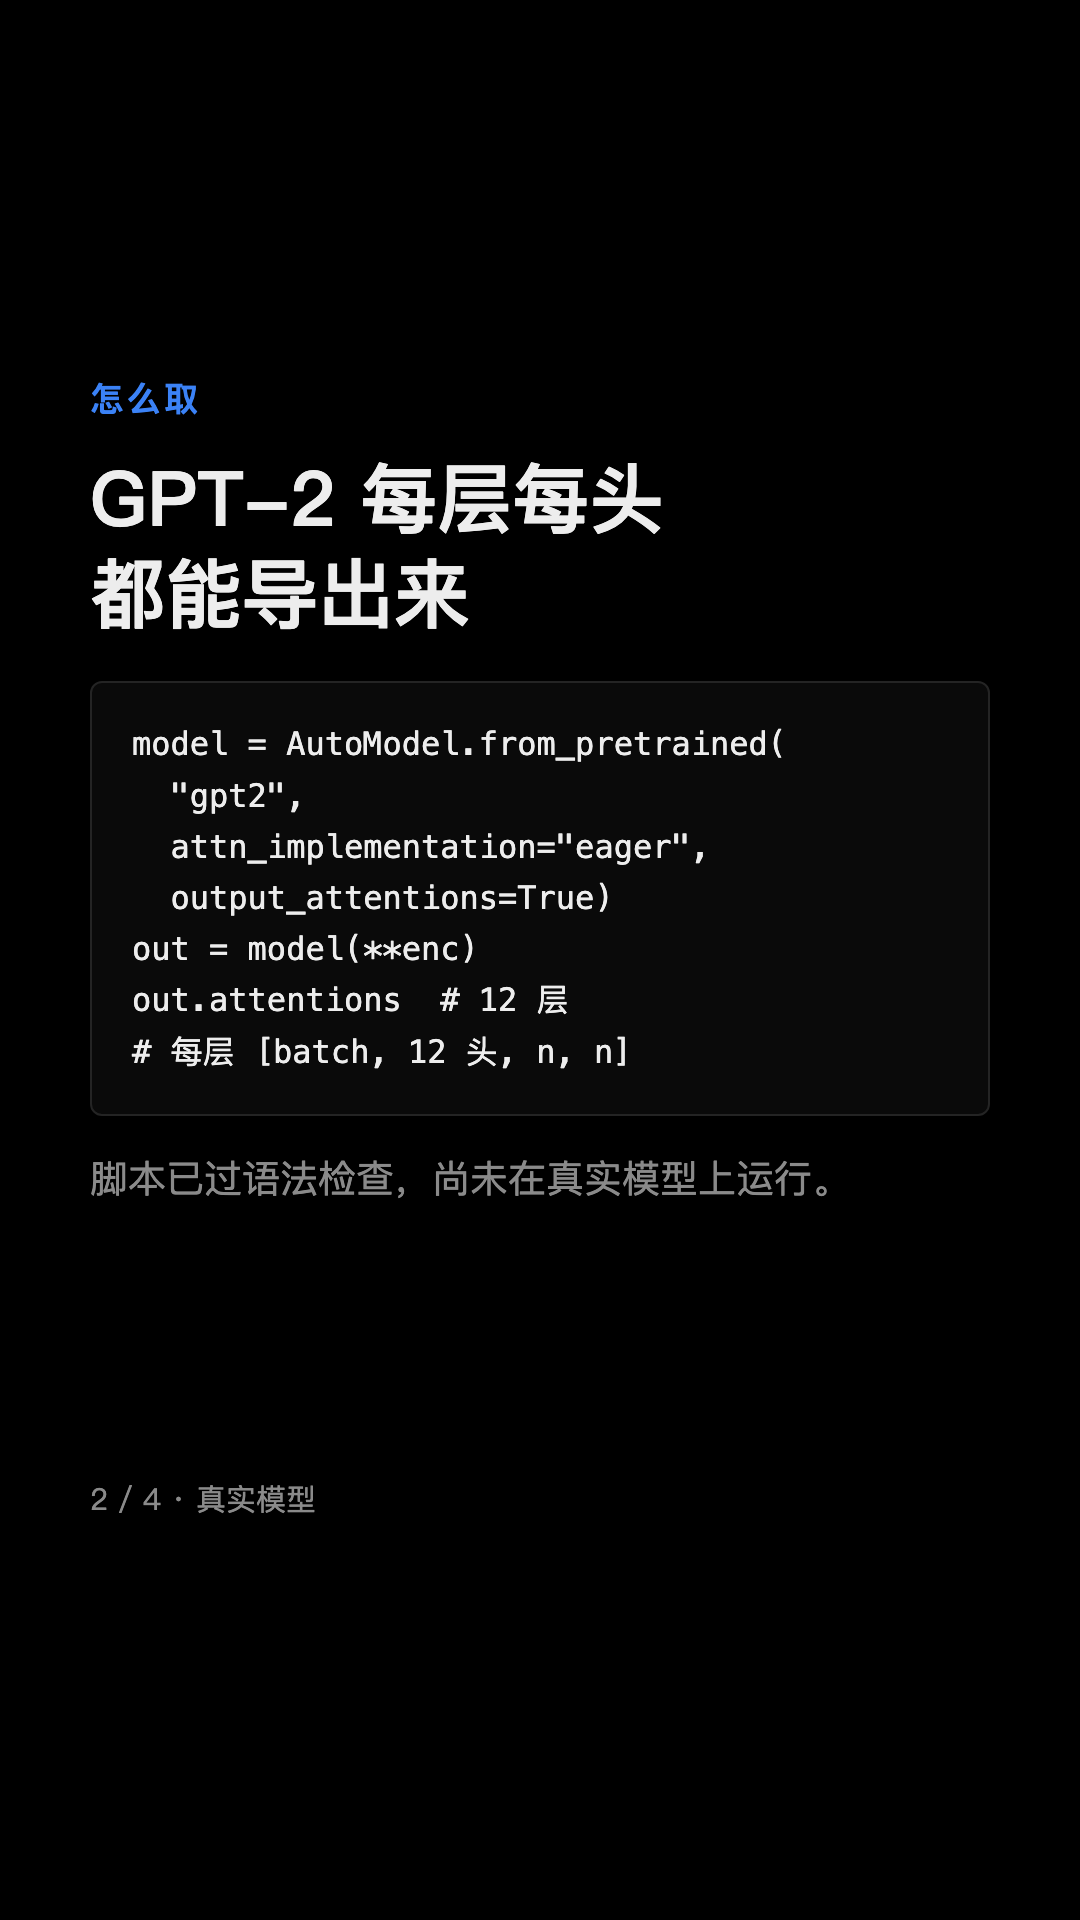 怎么取
GPT-2 每层每头
都能导出来
model = AutoModel.from_pretrained(
  "gpt2",
  attn_implementation="eager",
  output_attentions=True)
out = model(**enc)
out.attentions  # 12 层
# 每层 [batch, 12 头, n, n]
脚本已过语法检查，尚未在真实模型上运行。
2 / 4 · 真实模型